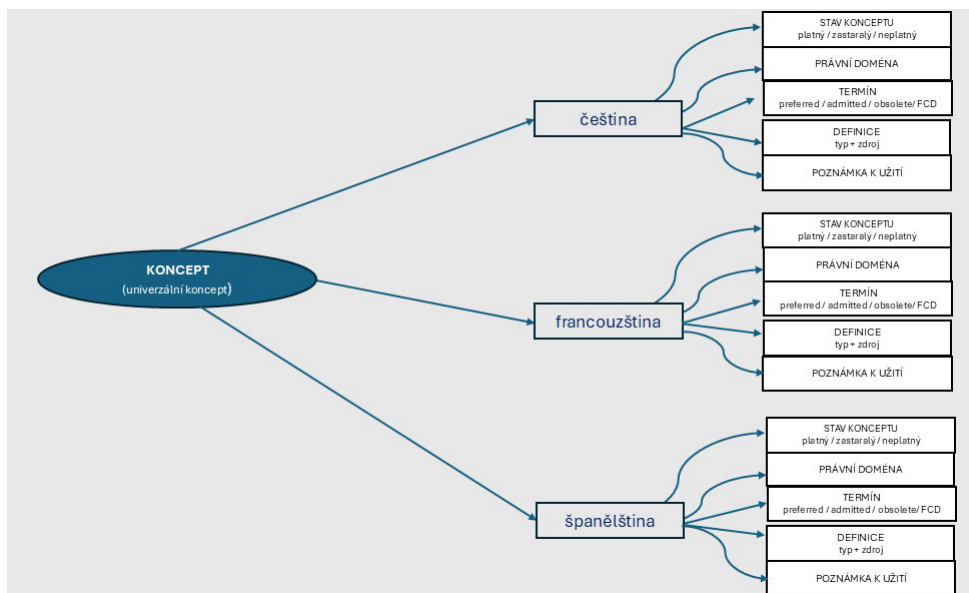 STAV KONCEPTU
platný / zastaralý / neplatný
PRÁVNÍ DOMÉNA
TERMÍN
preferred / admitted / obsolete/ FCD
čeština
DEFINICE
typ + zdroj
POZNÁMKA K UŽITÍ
STAV KONCEPTU
platný / zastaralý / neplatný
PRÁVNÍ DOMÉNA
KONCEPT
(univerzální koncept)
TERMÍN
preferred / admitted / obsolete/ FCD
francouzština
DEFINICE
typ + zdroj
POZNÁMKA K UŽITÍ
STAV KONCEPTU
platný / zastaralý / neplatný
PRÁVNÍ DOMÉNA
TERMÍN
preferred / admitted / obsolete/ FCD
španělština
DEFINICE
typ + zdroj
POZNÁMKA K UŽITÍ